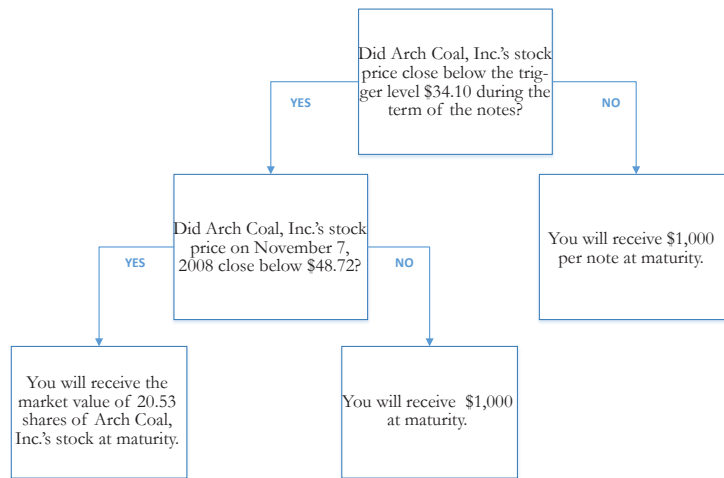 Did Arch Coal, Inc.'s stock
price close below the trig-
ger level $34.10 during the
term of the notes?
YES
NO
Did Arch Coal, Inc.'s stock
price on November 7,
2008 close below $48.72?
You will receive $1,000
per note at maturity.
YES
NO
You will receive the
market value of 20.53
shares of Arch Coal,
Inc.'s stock at maturity.
You will receive  $1,000
at maturity.